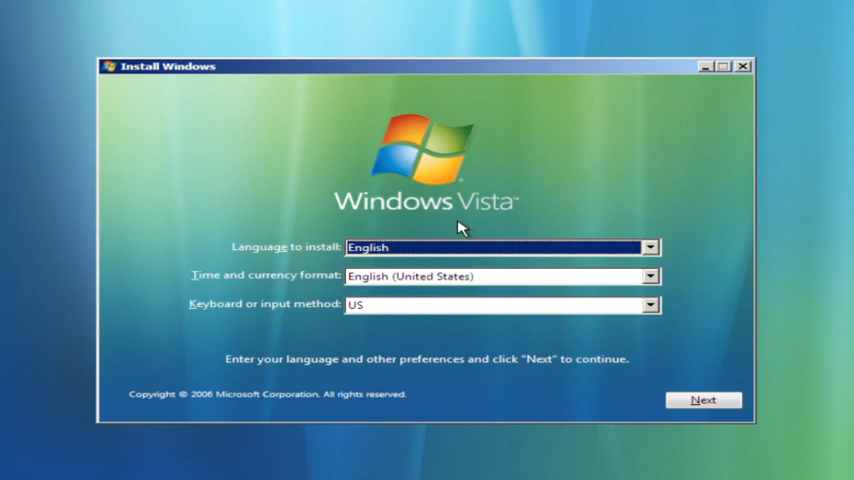 Install Windows
Windows Vista™
Language to install: English
Time and currency format: English (United States)
Keyboard or input method: US
Enter your language and other preferences and click "Next" to continue.
Copyright © 2006 Microsoft Corporation. All rights reserved.
Next